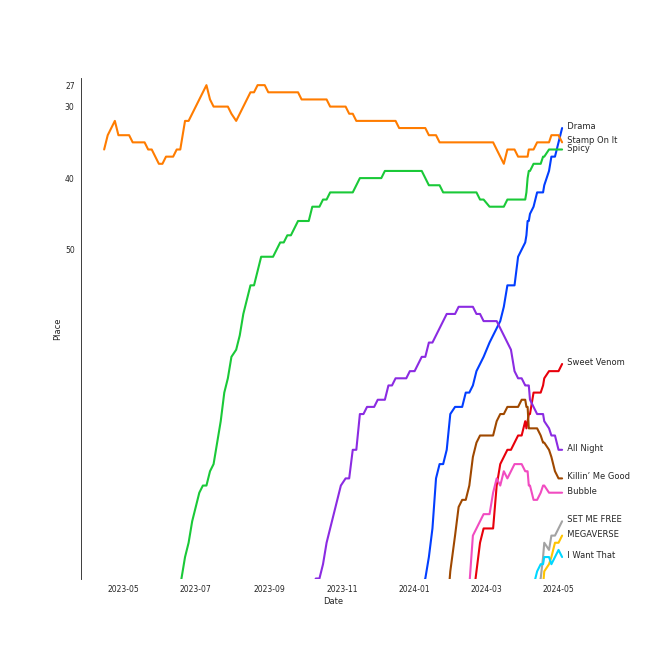 27
30
40
50
Place
Drama
Stamp On It
Spicy
Sweet Venom
All Night
Killin' Me Good
Bubble
SET ME FREE
MEGAVERSE
I Want That
2023-05
2023-07
2023-09
2023-11
2024-01
2024-03
2024-05
Date